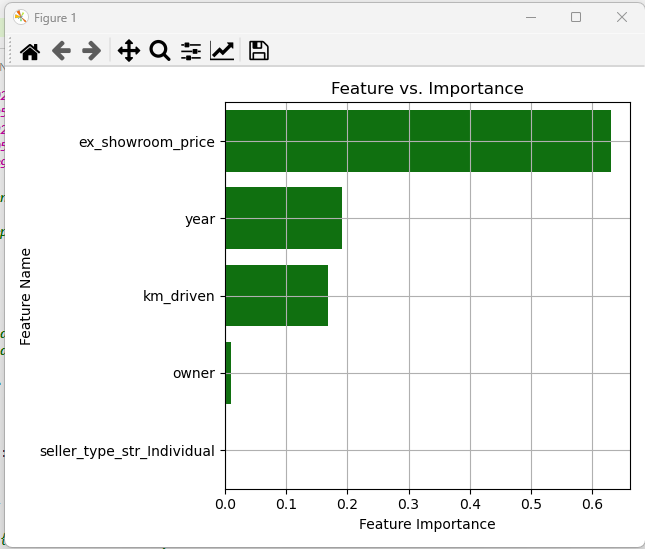 Figure 1
Feature vs. Importance
ex_showroom_price
year
km_driven
owner
seller_type_str_Individual
Feature Name
0.0 0.1 0.2 0.3 0.4 0.5 0.6
Feature Importance